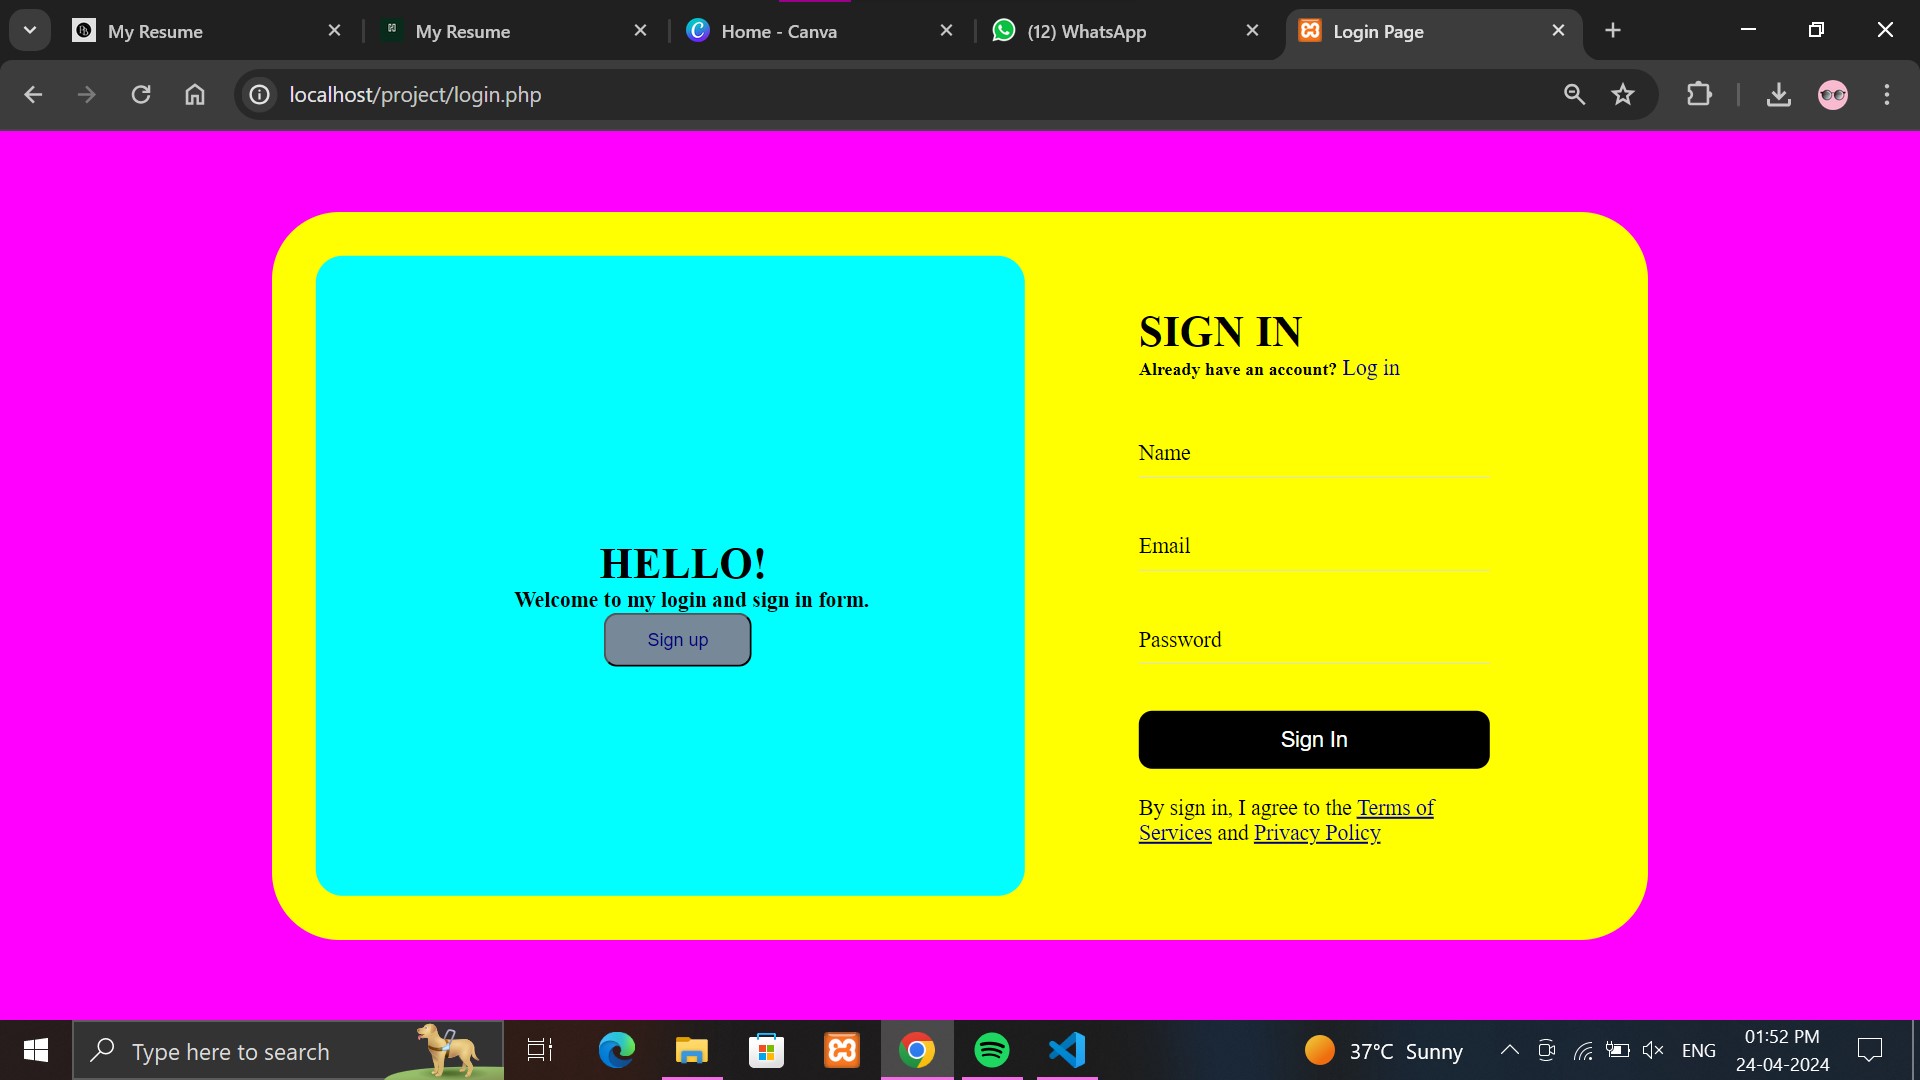 My Resume
My Resume
Home - Canva
(12) WhatsApp
Login Page
localhost/project/login.php
SIGN IN
Already have an account? Log in
Name
Email
Password
Sign In
By sign in, I agree to the Terms of
Services and Privacy Policy
HELLO!
Welcome to my login and sign in form.
Sign up
Type here to search
37°C Sunny
ENG
01:52 PM
24-04-2024